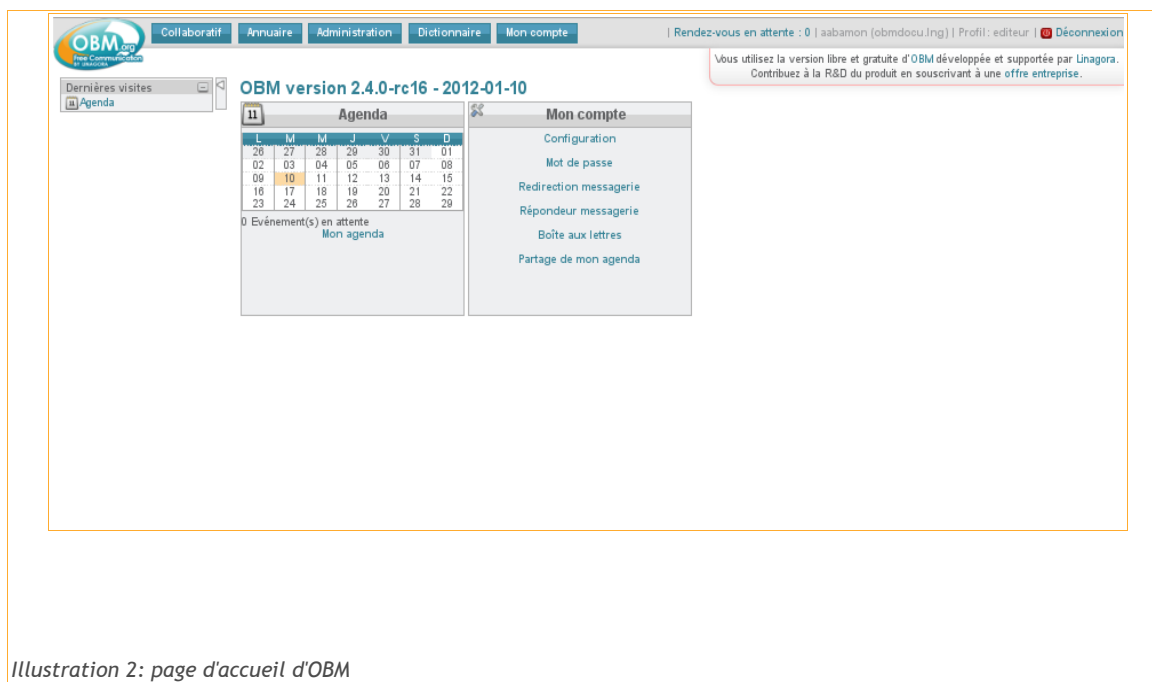 OBM.org
Free Communication
BY LINAGORA
Collaboratif Annuaire Administration Dictionnaire Mon compte
| Rendez-vous en attente : 0 | aabamon (obmdocu.lng) | Profil : editeur | Déconnexion
Vous utilisez la version libre et gratuite d'OBM développée et supportée par Linagora.
Contribuez à la R&D du produit en souscrivant à une offre entreprise.
Dernières visites
11 Agenda
OBM version 2.4.0-rc16 - 2012-01-10
11 Agenda
L M M J V S D
26 27 28 29 30 31 01
02 03 04 05 06 07 08
09 10 11 12 13 14 15
16 17 18 19 20 21 22
23 24 25 26 27 28 29
0 Evénement(s) en attente
Mon agenda
Mon compte
Configuration
Mot de passe
Redirection messagerie
Répondeur messagerie
Boîte aux lettres
Partage de mon agenda
Illustration 2: page d'accueil d'OBM